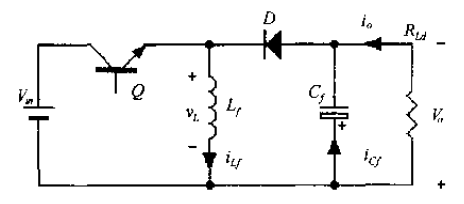 D
i_o
R_Ld
−
V_in
Q
+
v_L
−
L_f
i_Lf
C_f
+
i_Cf
V_o
+